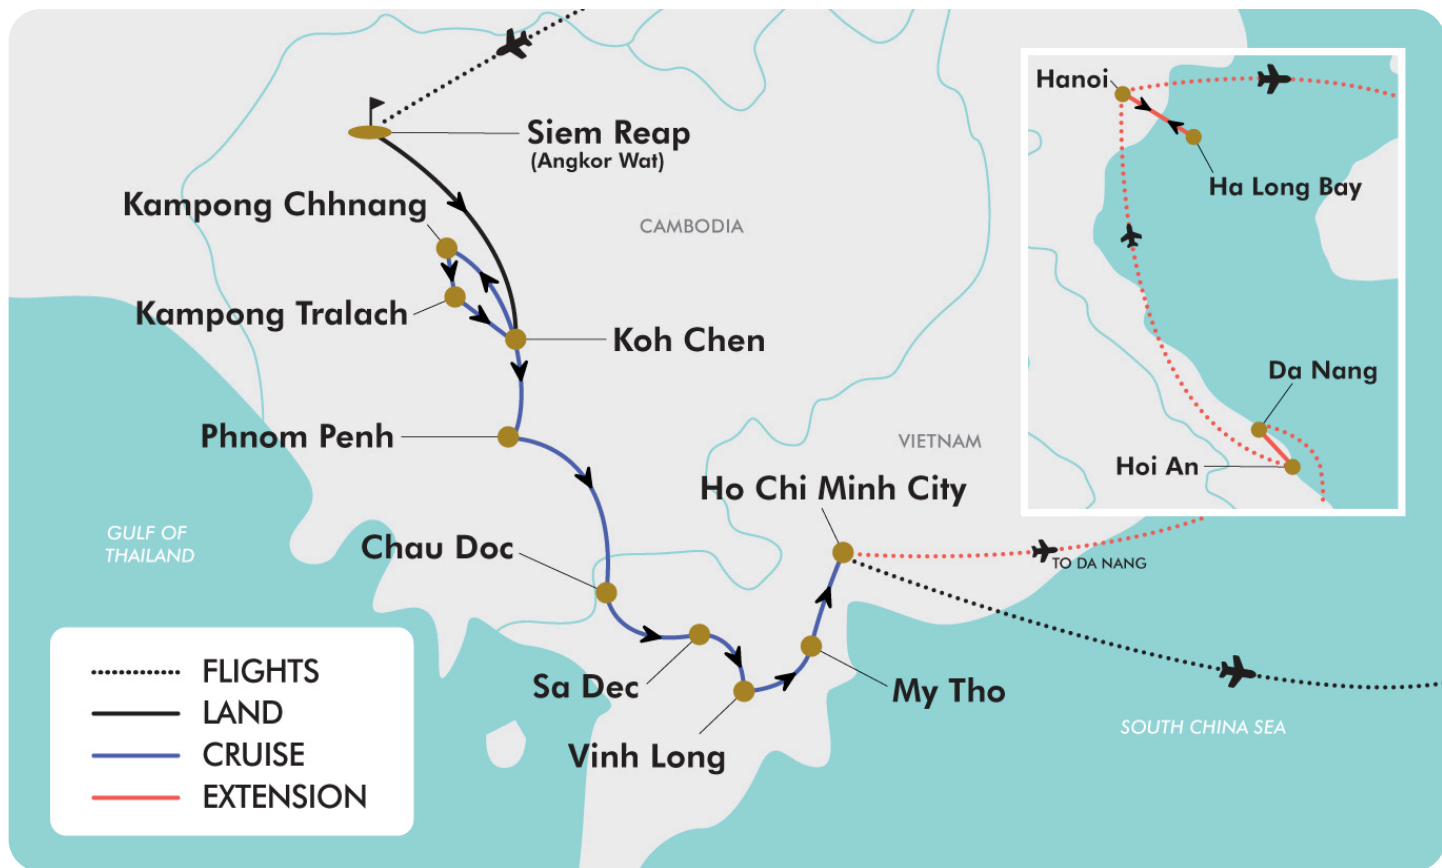 Hanoi
Ha Long Bay
Siem Reap
(Angkor Wat)
Kampong Chhnang
CAMBODIA
Kampong Tralach
Koh Chen
Da Nang
Phnom Penh
VIETNAM
Hoi An
Ho Chi Minh City
GULF OF
THAILAND
Chau Doc
TO DA NANG
Sa Dec
My Tho
Vinh Long
SOUTH CHINA SEA
FLIGHTS
LAND
CRUISE
EXTENSION